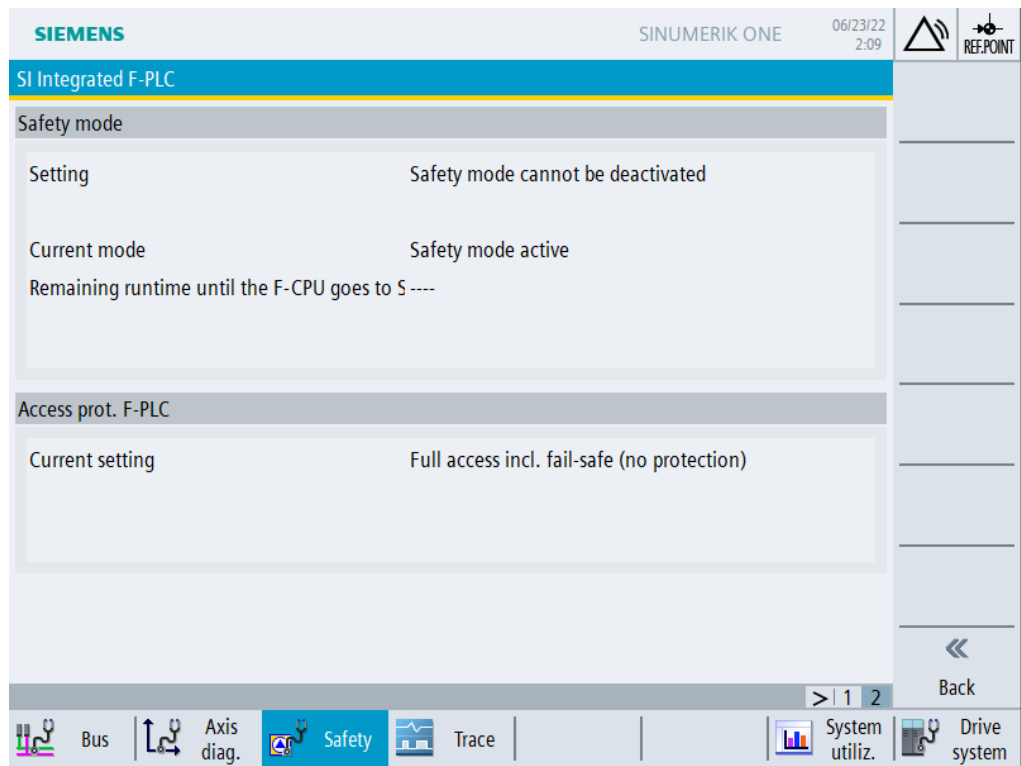 SIEMENS
SINUMERIK ONE
06/23/22
2:09
REF.POINT
SI Integrated F-PLC
Safety mode
Setting Safety mode cannot be deactivated
Current mode Safety mode active
Remaining runtime until the F-CPU goes to S ----
Access prot. F-PLC
Current setting Full access incl. fail-safe (no protection)
Back
> 1 2
Bus
Axis
diag.
Safety
Trace
System
utiliz.
Drive
system